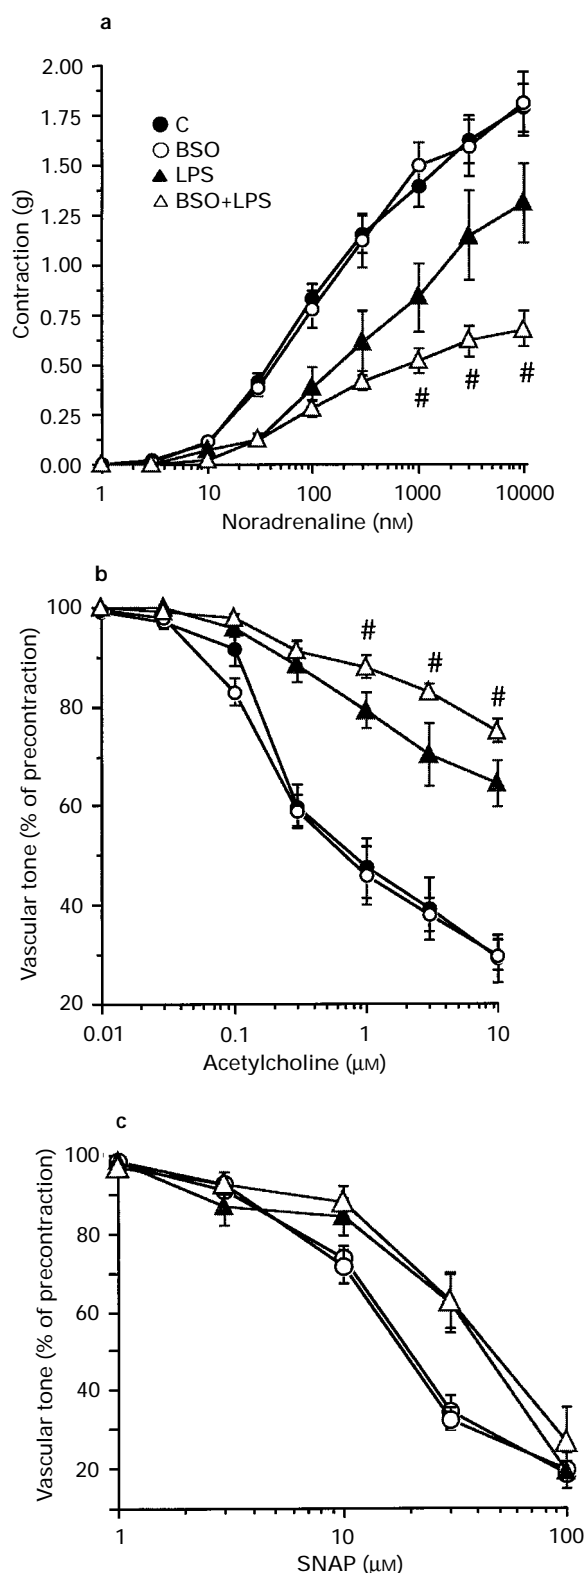 a
2.00
1.75
1.50
1.25
1.00
0.75
0.50
0.25
0.00
Contraction (g)
C
BSO
LPS
BSO+LPS
# # #
1 10 100 1000 10000
Noradrenaline (nM)
b
100
80
60
40
20
Vascular tone (% of precontraction)
# # #
0.01 0.1 1 10
Acetylcholine (µM)
c
100
80
60
40
20
Vascular tone (% of precontraction)
1 10 100
SNAP (µM)